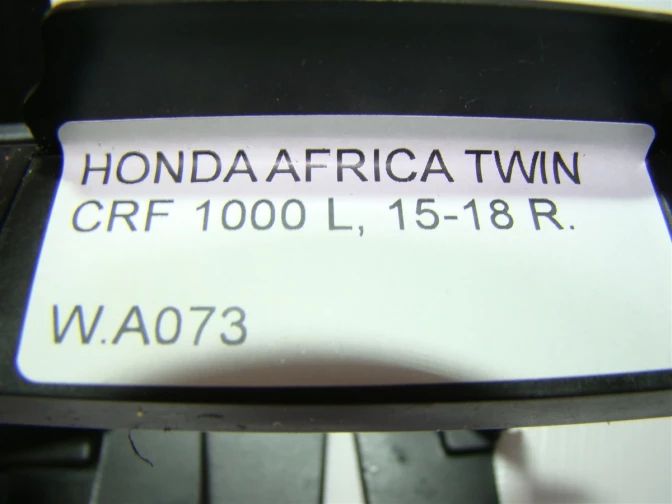 HONDA AFRICA TWIN
CRF 1000 L, 15-18 R.
W.A073